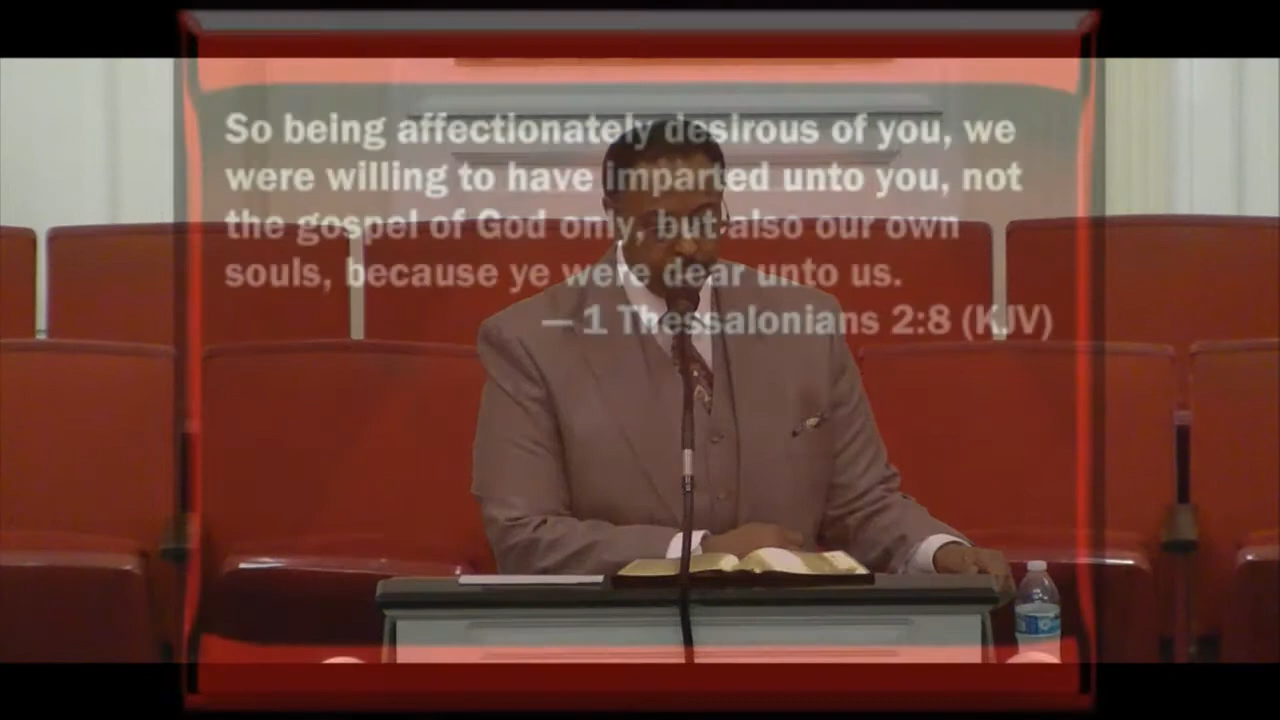 So being affectionately desirous of you, we
were willing to have imparted unto you, not
the gospel of God only, but also our own
souls, because ye were dear unto us.
— 1 Thessalonians 2:8 (KJV)